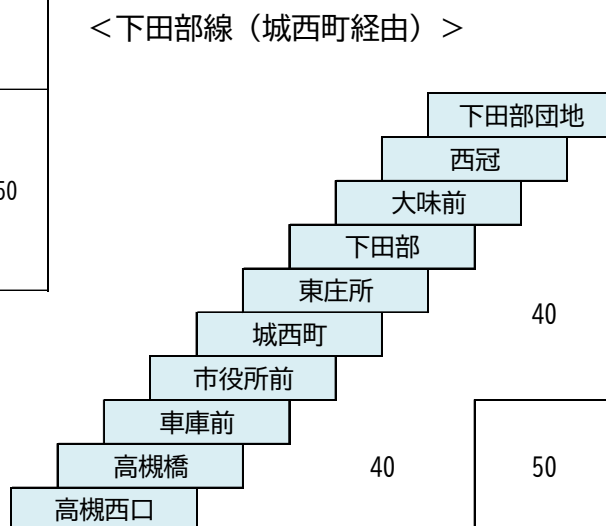 ＜下田部線（城西町経由）＞
下田部団地
西冠
50
大味前
下田部
東庄所
40
城西町
市役所前
車庫前
高槻橋
40
50
高槻西口